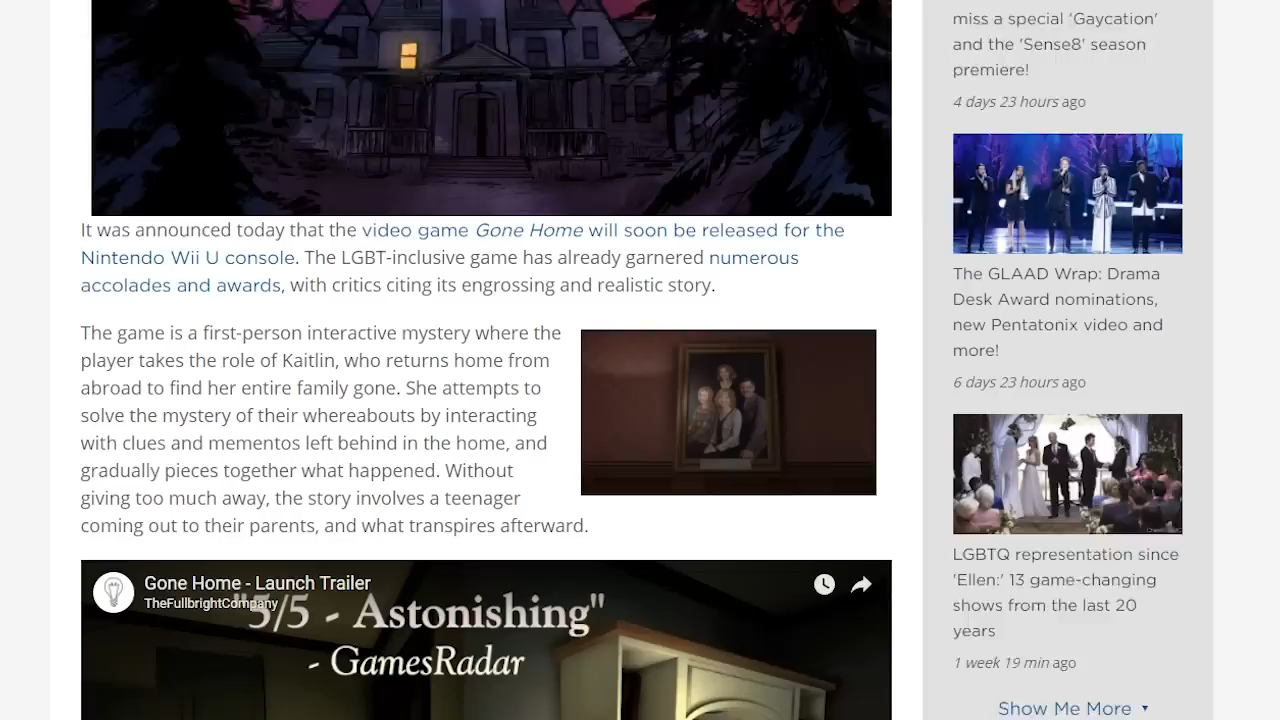 It was announced today that the video game Gone Home will soon be released for the
Nintendo Wii U console. The LGBT-inclusive game has already garnered numerous
accolades and awards, with critics citing its engrossing and realistic story.
The game is a first-person interactive mystery where the
player takes the role of Kaitlin, who returns home from
abroad to find her entire family gone. She attempts to
solve the mystery of their whereabouts by interacting
with clues and mementos left behind in the home, and
gradually pieces together what happened. Without
giving too much away, the story involves a teenager
coming out to their parents, and what transpires afterward.
Gone Home - Launch Trailer
TheFullbrightCompany
"5/5 - Astonishing"
- GamesRadar
miss a special 'Gaycation'
and the 'Sense8' season
premiere!
4 days 23 hours ago
The GLAAD Wrap: Drama
Desk Award nominations,
new Pentatonix video and
more!
6 days 23 hours ago
LGBTQ representation since
'Ellen:' 13 game-changing
shows from the last 20
years
1 week 19 min ago
Show Me More